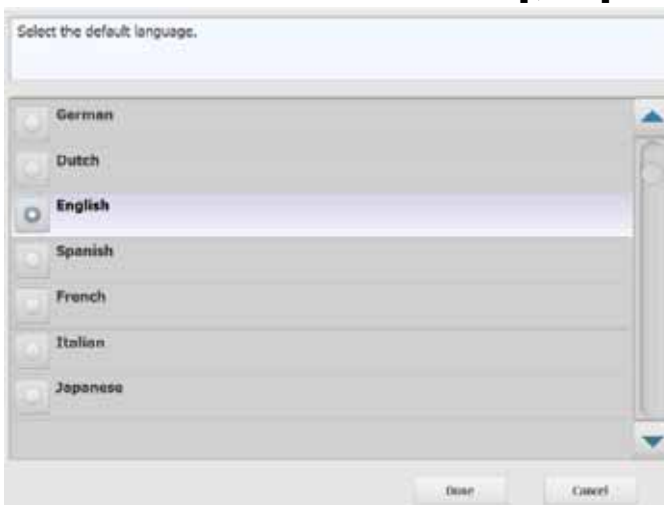 Select the default language.
German
Dutch
English
Spanish
French
Italian
Japanese
Done
Cancel